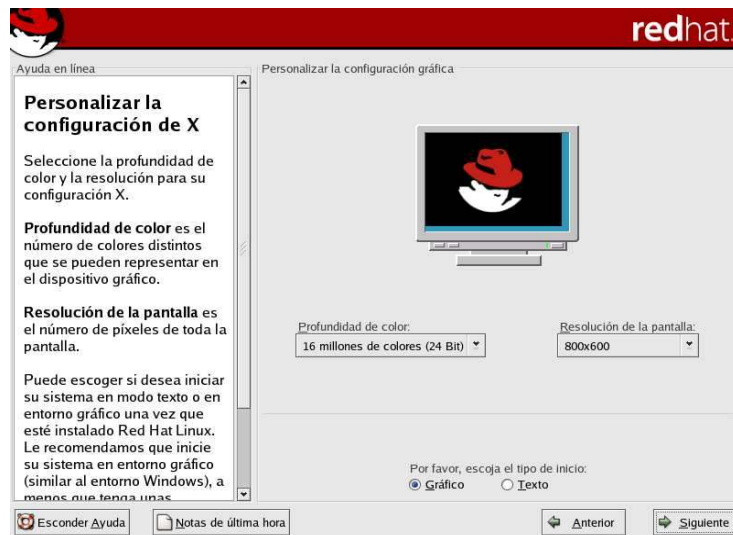 redhat.
Ayuda en línea
Personalizar la
configuración de X
Seleccione la profundidad de
color y la resolución para su
configuración X.
Profundidad de color es el
número de colores distintos
que se pueden representar en
el dispositivo gráfico.
Resolución de la pantalla es
el número de píxeles de toda la
pantalla.
Puede escoger si desea iniciar
su sistema en modo texto o en
entorno gráfico una vez que
esté instalado Red Hat Linux.
Le recomendamos que inicie
su sistema en entorno gráfico
(similar al entorno Windows), a
menos que tenga unas
Personalizar la configuración gráfica
Profundidad de color:
16 millones de colores (24 Bit)
Resolución de la pantalla:
800x600
Por favor, escoja el tipo de inicio:
Gráfico
Texto
Esconder Ayuda
Notas de última hora
Anterior
Siguiente